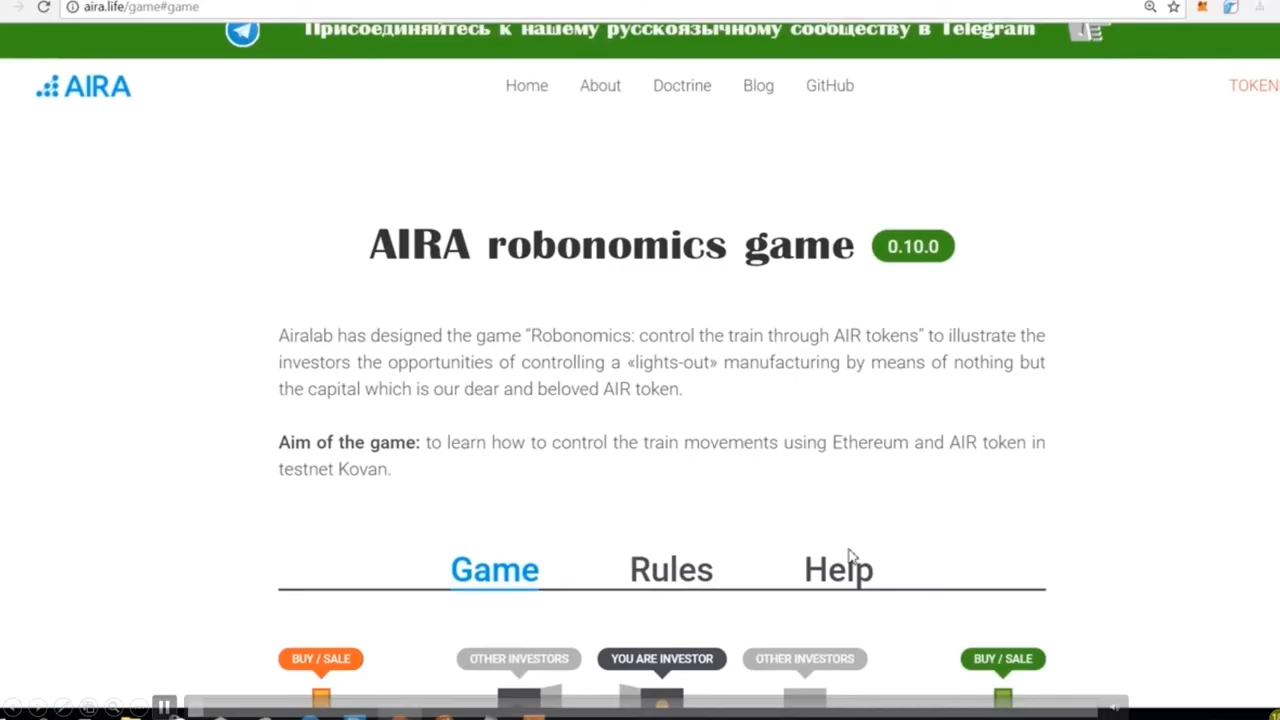 aira.life/game#game
Присоединяйтесь к нашему русскоязычному сообществу в Telegram
AIRA
Home About Doctrine Blog GitHub TOKEN
AIRA robonomics game 0.10.0
Airalab has designed the game “Robonomics: control the train through AIR tokens” to illustrate the
investors the opportunities of controlling a «lights-out» manufacturing by means of nothing but
the capital which is our dear and beloved AIR token.
Aim of the game: to learn how to control the train movements using Ethereum and AIR token in
testnet Kovan.
Game Rules Help
BUY / SALE OTHER INVESTORS YOU ARE INVESTOR OTHER INVESTORS BUY / SALE